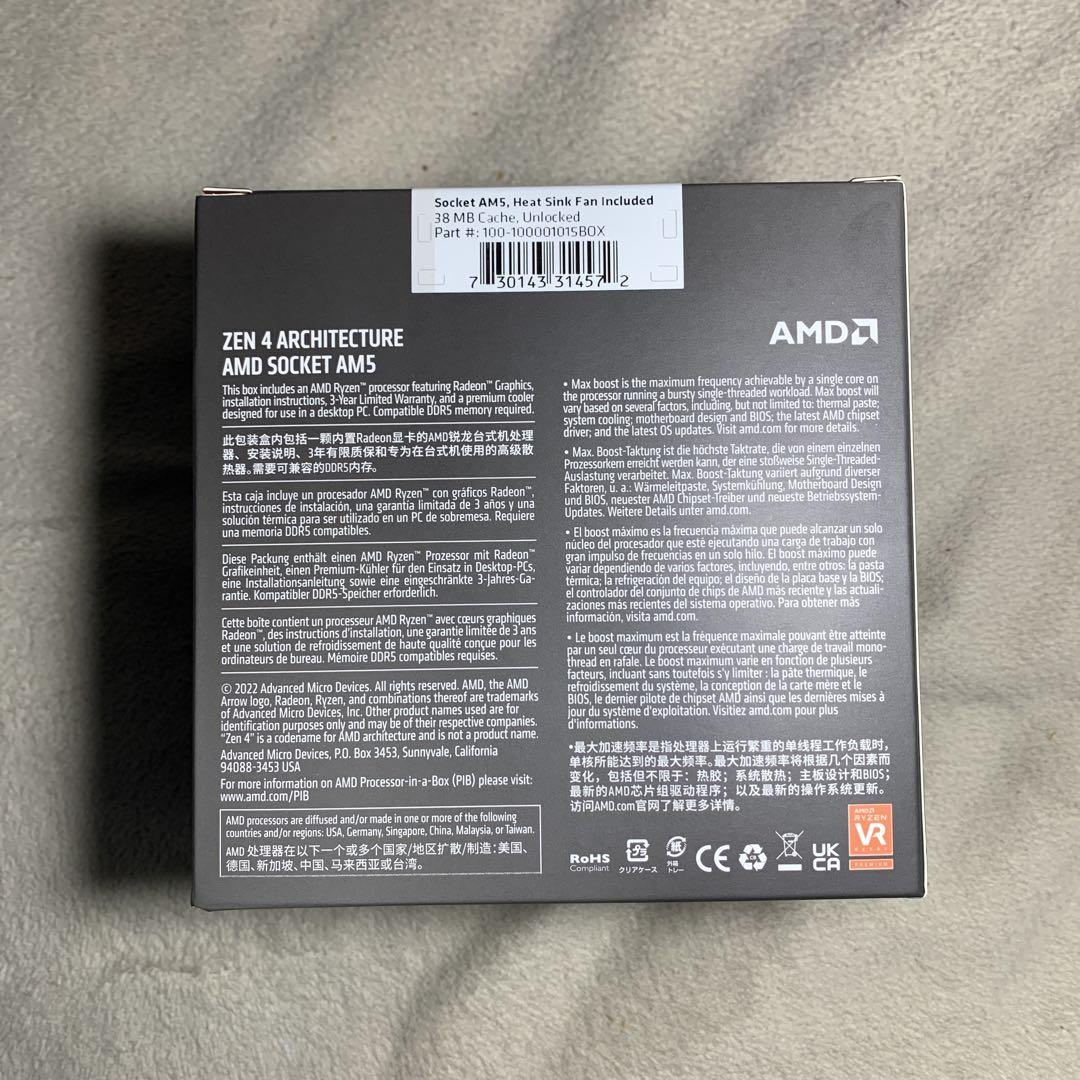 Socket AM5, Heat Sink Fan Included
38 MB Cache, Unlocked
Part #: 100-100001015BOX
7 30143 31457 2
AMD
ZEN 4 ARCHITECTURE
AMD SOCKET AM5
This box includes an AMD Ryzen™ processor featuring Radeon™ Graphics,
installation instructions, 3-Year Limited Warranty, and a premium cooler
designed for use in a desktop PC. Compatible DDR5 memory required.
此包装盒内包括一颗内置Radeon显卡的AMD锐龙台式机处理
器、安装说明、3年有限质保和专为在台式机使用的高级散
热器。需要可兼容的DDR5内存。
Esta caja incluye un procesador AMD Ryzen™ con gráficos Radeon™,
instrucciones de instalación, una garantía limitada de 3 años y una
solución térmica para ser utilizado en un PC de sobremesa. Requiere
una memoria DDR5 compatibles.
Diese Packung enthält einen AMD Ryzen™ Prozessor mit Radeon™
Grafikeinheit, einen Premium-Kühler für den Einsatz in Desktop-PCs,
eine Installationsanleitung sowie eine eingeschränkte 3-Jahres-Ga-
rantie. Kompatibler DDR5-Speicher erforderlich.
Cette boîte contient un processeur AMD Ryzen™ avec cœurs graphiques
Radeon™, des instructions d'installation, une garantie limitée de 3 ans
et une solution de refroidissement de haute qualité conçue pour les
ordinateurs de bureau. Mémoire DDR5 compatibles requises.
© 2022 Advanced Micro Devices. All rights reserved. AMD, the AMD
Arrow logo, Radeon, Ryzen, and combinations thereof are trademarks
of Advanced Micro Devices, Inc. Other product names used are for
identification purposes only and may be of their respective companies.
"Zen 4" is a codename for AMD architecture and is not a product name.
Advanced Micro Devices, P.O. Box 3453, Sunnyvale, California
94088-3453 USA
For more information on AMD Processor-in-a-Box (PIB) please visit:
www.amd.com/PIB
AMD processors are diffused and/or made in one or more of the following
countries and/or regions: USA, Germany, Singapore, China, Malaysia, or Taiwan.
AMD 处理器在以下一个或多个国家/地区扩散/制造：美国、
德国、新加坡、中国、马来西亚或台湾。
• Max boost is the maximum frequency achievable by a single core on
the processor running a bursty single-threaded workload. Max boost will
vary based on several factors, including, but not limited to: thermal paste;
system cooling; motherboard design and BIOS; the latest AMD chipset
driver; and the latest OS updates. Visit amd.com for more details.
• Max. Boost-Taktung ist die höchste Taktrate, die von einem einzelnen
Prozessorkern erreicht werden kann, der eine stoßweise Single-Threaded-
Auslastung verarbeitet. Max. Boost-Taktung variiert aufgrund diverser
Faktoren, u. a.: Wärmeleitpaste, Systemkühlung, Motherboard Design
und BIOS, neuester AMD Chipset-Treiber und neueste Betriebssystem-
Updates. Weitere Details unter amd.com.
• El boost máximo es la frecuencia máxima que puede alcanzar un solo
núcleo del procesador que esté ejecutando una carga de trabajo con
gran impulso de frecuencias en un solo hilo. El boost máximo puede
variar dependiendo de varios factores, incluyendo, entre otros: la pasta
térmica; la refrigeración del equipo; el diseño de la placa base y la BIOS;
el controlador del conjunto de chips de AMD más reciente y las actuali-
zaciones más recientes del sistema operativo. Para obtener más
información, visita amd.com.
• Le boost maximum est la fréquence maximale pouvant être atteinte
par un seul cœur du processeur exécutant une charge de travail mono-
thread en rafale. Le boost maximum varie en fonction de plusieurs
facteurs, incluant sans toutefois s'y limiter : la pâte thermique, le
refroidissement du système, la conception de la carte mère et le
BIOS, le dernier pilote de chipset AMD ainsi que les dernières mises à
jour du système d'exploitation. Visitiez amd.com pour plus
d'informations.
•最大加速频率是指处理器上运行繁重的单线程工作负载时，
单核所能达到的最大频率。最大加速频率将根据几个因素而
变化，包括但不限于：热胶；系统散热；主板设计和BIOS；
最新的AMD芯片组驱动程序；以及最新的操作系统更新。
访问AMD.com官网了解更多详情。
RoHS
Compliant
プラ
クリアケース
紙
外箱
トレー
CE
CB
UK
CA
AMD
RYZEN
VR
READY
PREMIUM